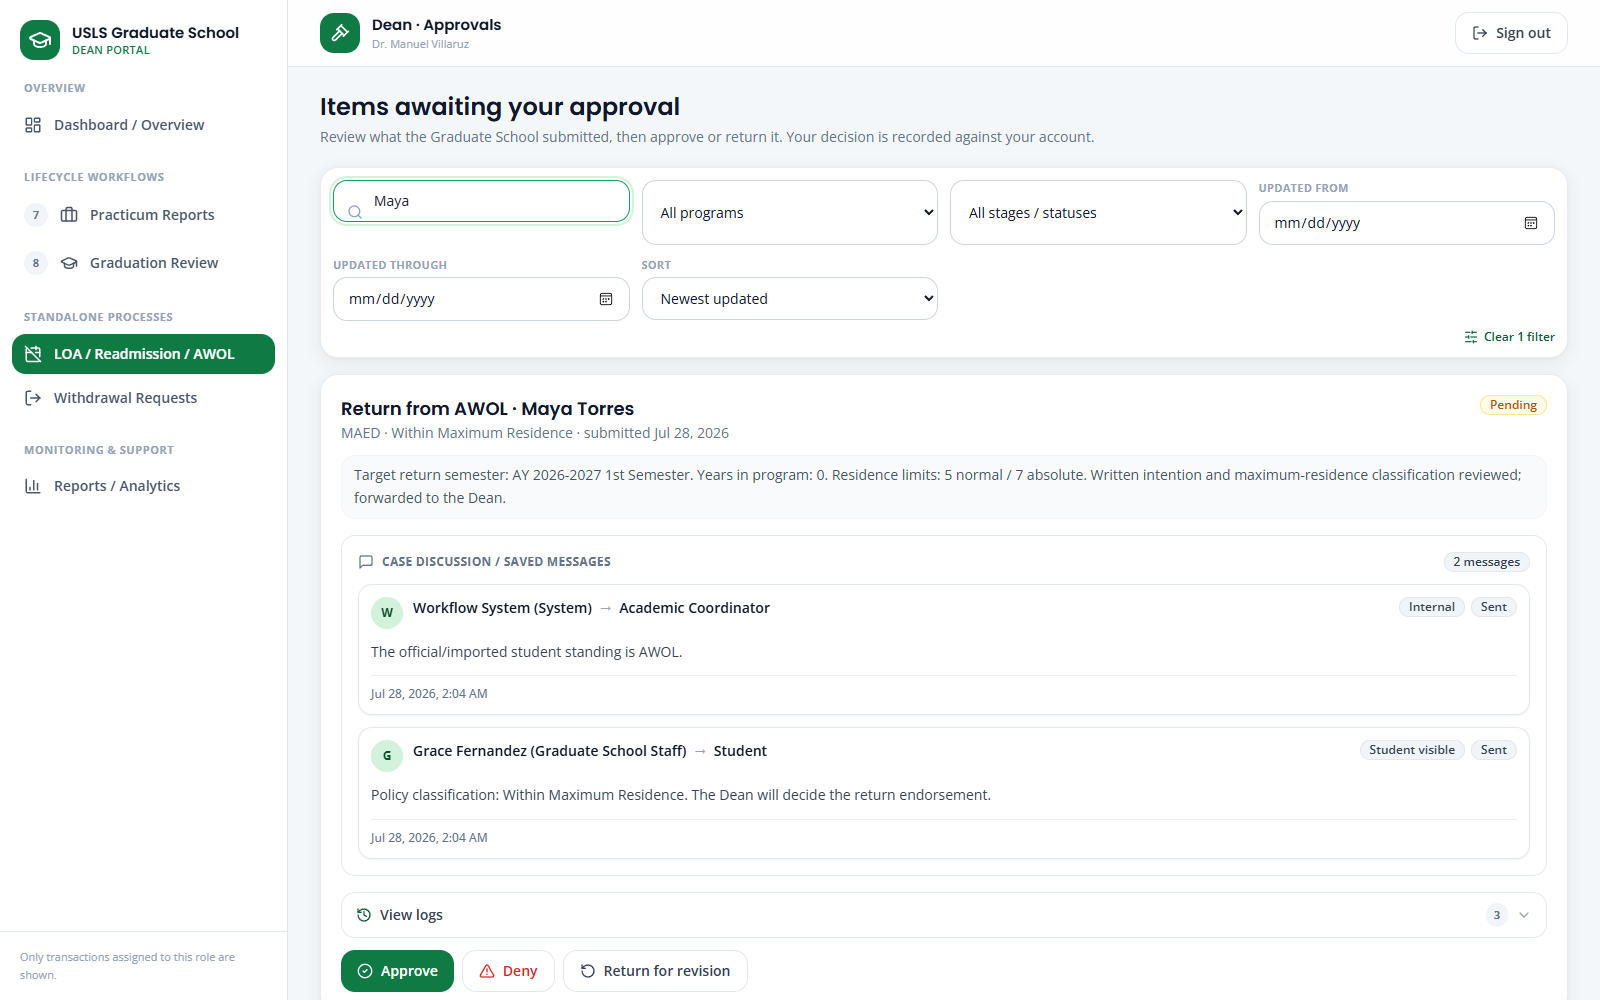 USLS Graduate School
DEAN PORTAL
OVERVIEW
Dashboard / Overview
LIFECYCLE WORKFLOWS
7 Practicum Reports
8 Graduation Review
STANDALONE PROCESSES
LOA / Readmission / AWOL
Withdrawal Requests
MONITORING & SUPPORT
Reports / Analytics
Only transactions assigned to this role are
shown.
Dean · Approvals
Dr. Manuel Villaruz
Sign out
Items awaiting your approval
Review what the Graduate School submitted, then approve or return it. Your decision is recorded against your account.
Maya
All programs
All stages / statuses
UPDATED FROM
mm/dd/yyyy
UPDATED THROUGH
mm/dd/yyyy
SORT
Newest updated
Clear 1 filter
Return from AWOL · Maya Torres
Pending
MAED · Within Maximum Residence · submitted Jul 28, 2026
Target return semester: AY 2026-2027 1st Semester. Years in program: 0. Residence limits: 5 normal / 7 absolute. Written intention and maximum-residence classification reviewed;
forwarded to the Dean.
CASE DISCUSSION / SAVED MESSAGES
2 messages
W
Workflow System (System) → Academic Coordinator
Internal
Sent
The official/imported student standing is AWOL.
Jul 28, 2026, 2:04 AM
G
Grace Fernandez (Graduate School Staff) → Student
Student visible
Sent
Policy classification: Within Maximum Residence. The Dean will decide the return endorsement.
Jul 28, 2026, 2:04 AM
View logs
3
Approve
Deny
Return for revision